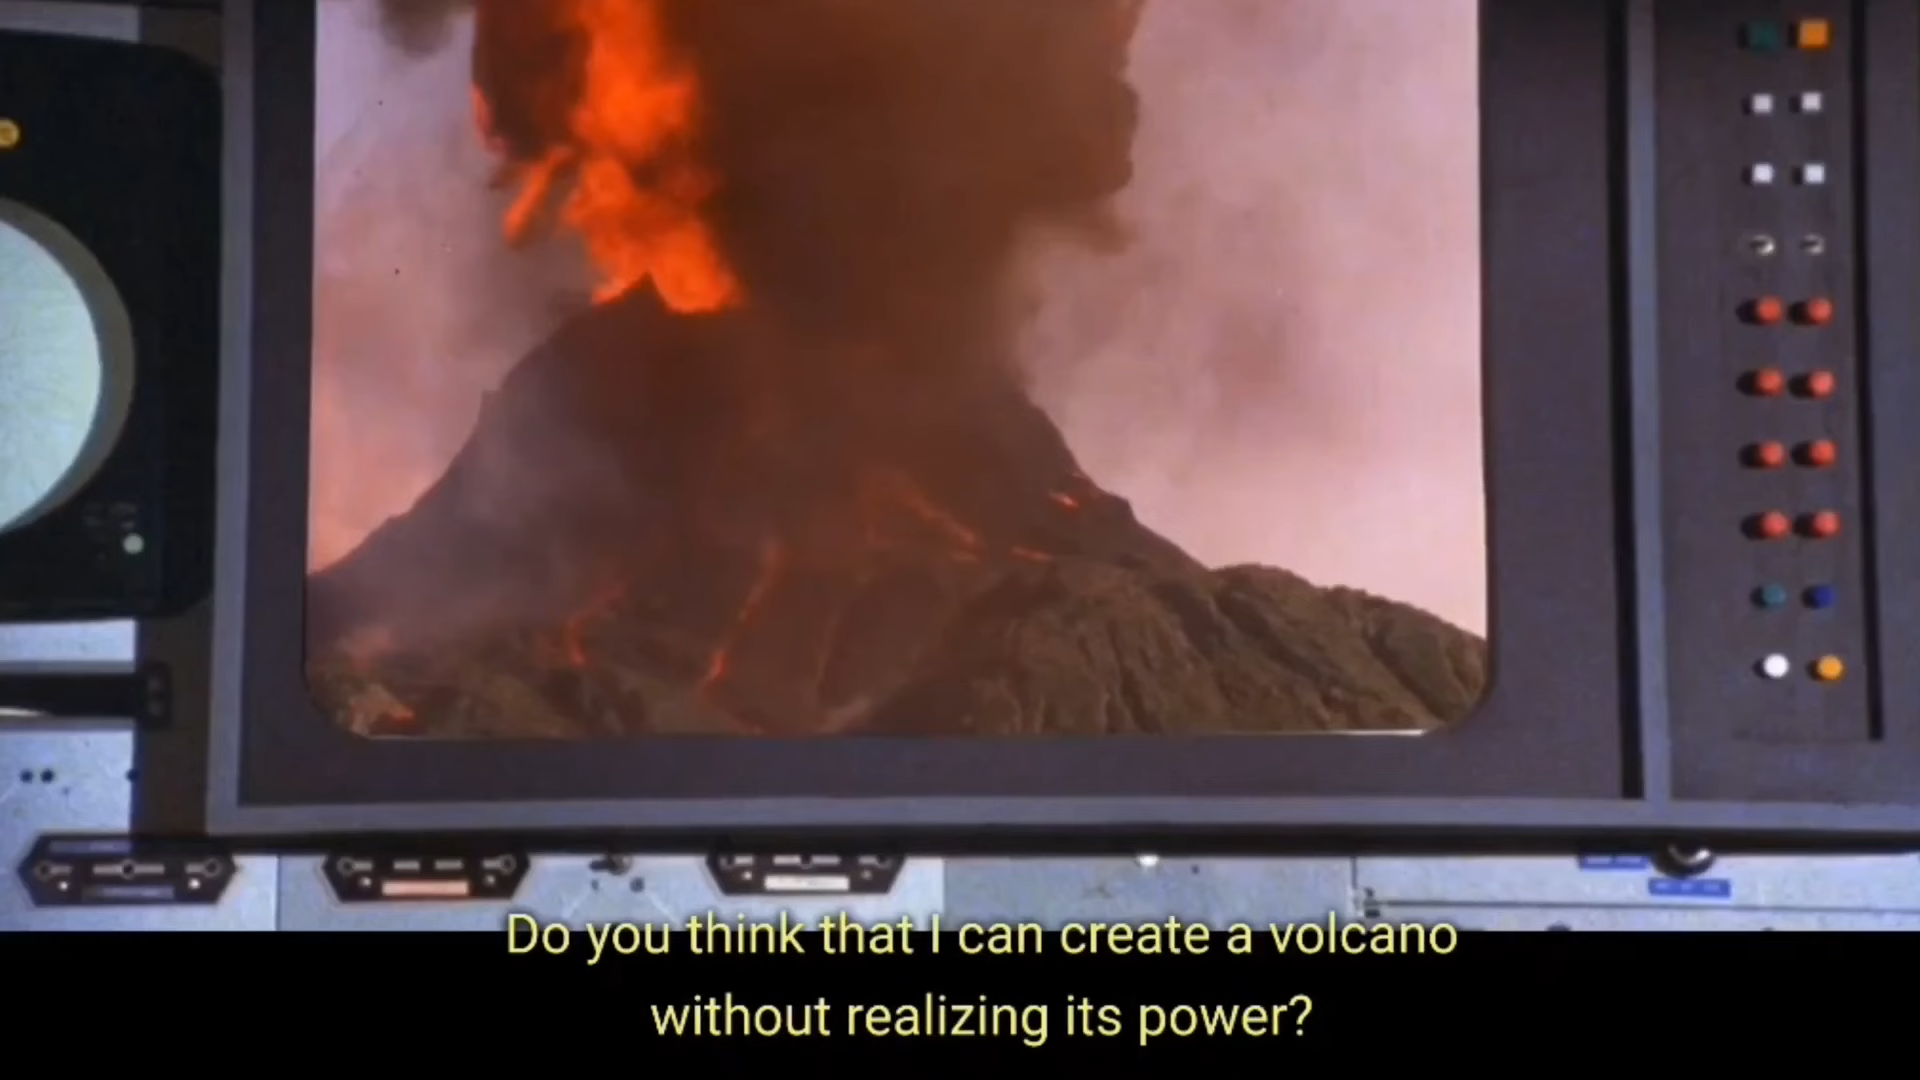 Do you think that I can create a volcano
without realizing its power?